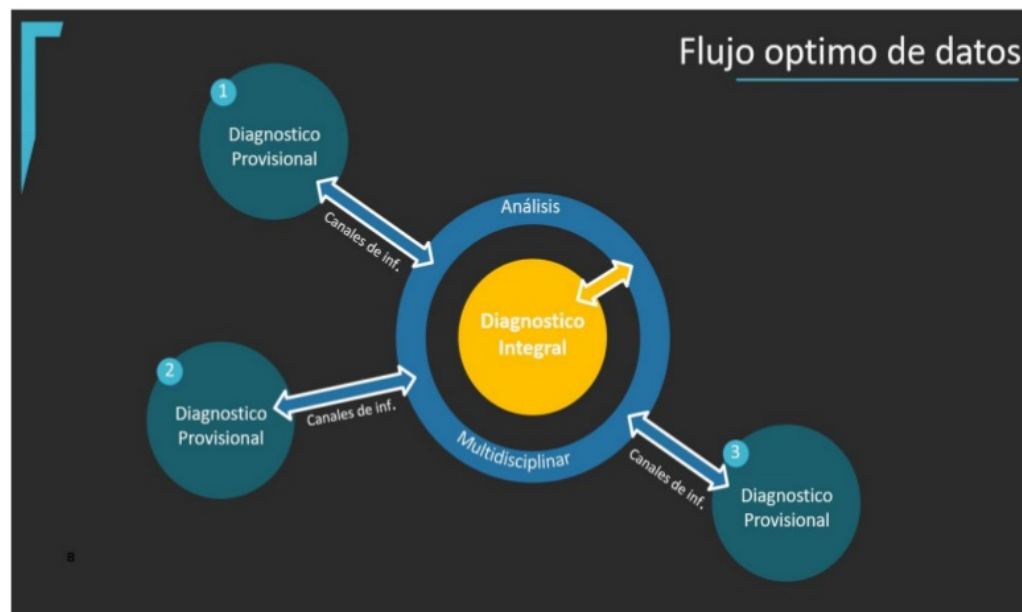 Flujo optimo de datos
1
Diagnostico
Provisional
Canales de inf.
Análisis
Diagnostico
Integral
2
Diagnostico
Provisional
Canales de inf.
Multidisciplinar
3
Diagnostico
Provisional
Canales de inf.
8